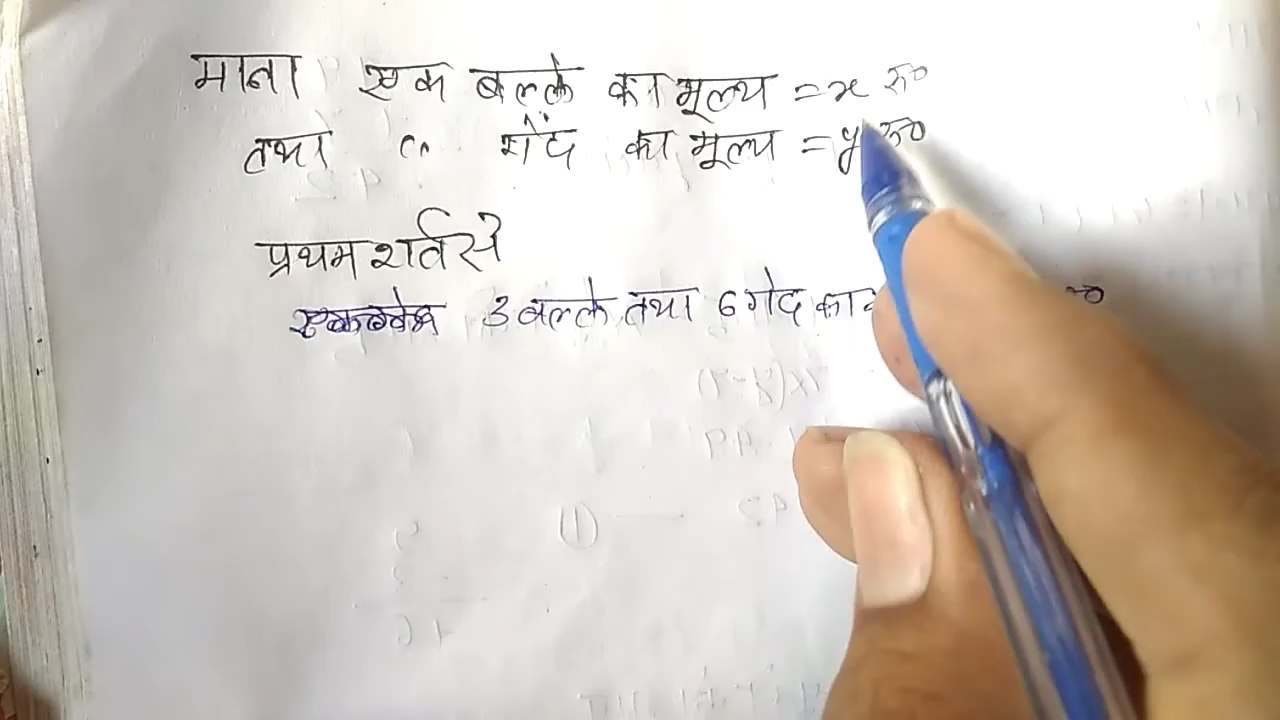 माना एक बल्ले का मूल्य = x रु०
तथा " गेंद का मूल्य = y रु०
प्रथम शर्त से
3 बल्ले तथा 6 गेद का